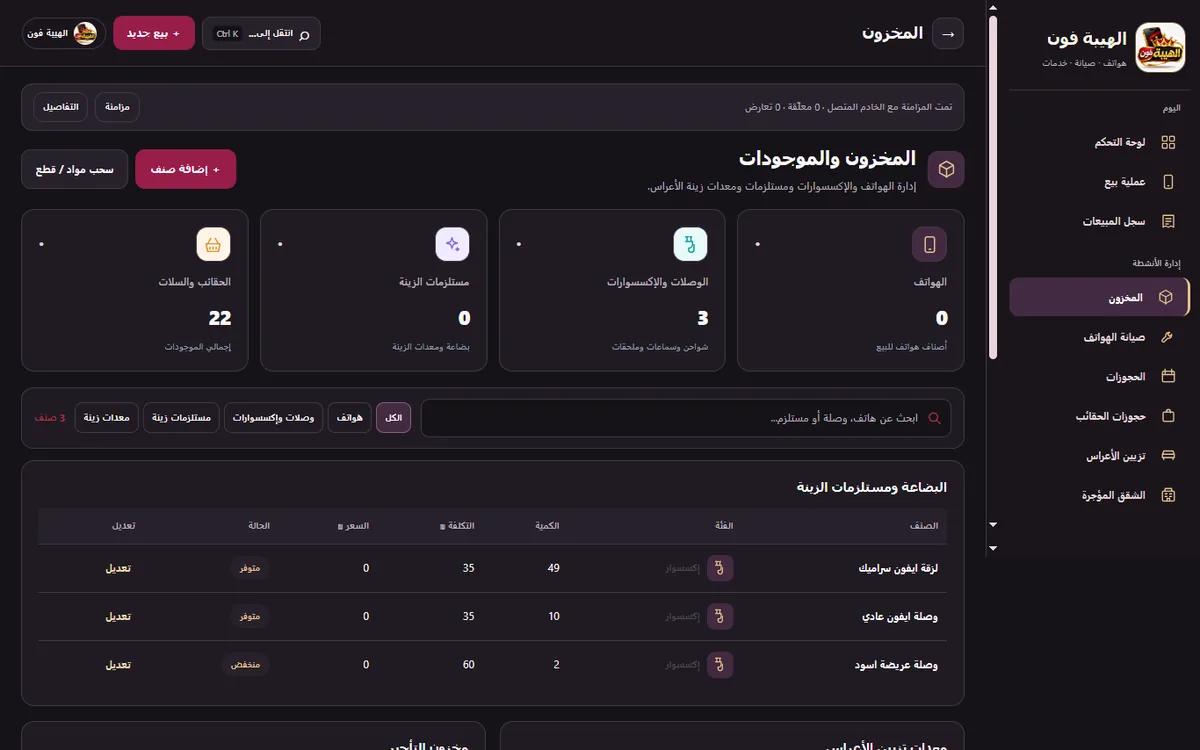 الهيبة فون
هواتف · صيانة · خدمات
اليوم
لوحة التحكم
عملية بيع
سجل المبيعات
إدارة الأنشطة
المخزون
صيانة الهواتف
الحجوزات
حجوزات الحقائب
تزيين الأعراس
الشقق المؤجرة
→ المخزون
انتقل إلى... Ctrl K
+ بيع جديد
الهيبة فون
تمت المزامنة مع الخادم المتصل · 0 معلّقة · 0 تعارض
مزامنة
التفاصيل
المخزون والموجودات
إدارة الهواتف والإكسسوارات ومستلزمات ومعدات زينة الأعراس.
+ إضافة صنف
سحب مواد / قطع
الهواتف
0
أصناف هواتف للبيع
الوصلات والإكسسوارات
3
شواحن وسماعات وملحقات
مستلزمات الزينة
0
بضاعة ومعدات الزينة
الحقائب والسلات
22
إجمالي الموجودات
ابحث عن هاتف، وصلة أو مستلزم...
الكل
هواتف
وصلات وإكسسوارات
مستلزمات زينة
معدات زينة
3 صنف
البضاعة ومستلزمات الزينة
الصنف الفئة الكمية التكلفة ₪ السعر ₪ الحالة تعديل
لزقة ايفون سراميك إكسسوار 49 35 0 متوفر تعديل
وصلة ايفون عادي إكسسوار 10 35 0 متوفر تعديل
وصلة عريضة اسود إكسسوار 2 60 0 منخفض تعديل
معدات تزيين الأعراس
مخزون التأجير